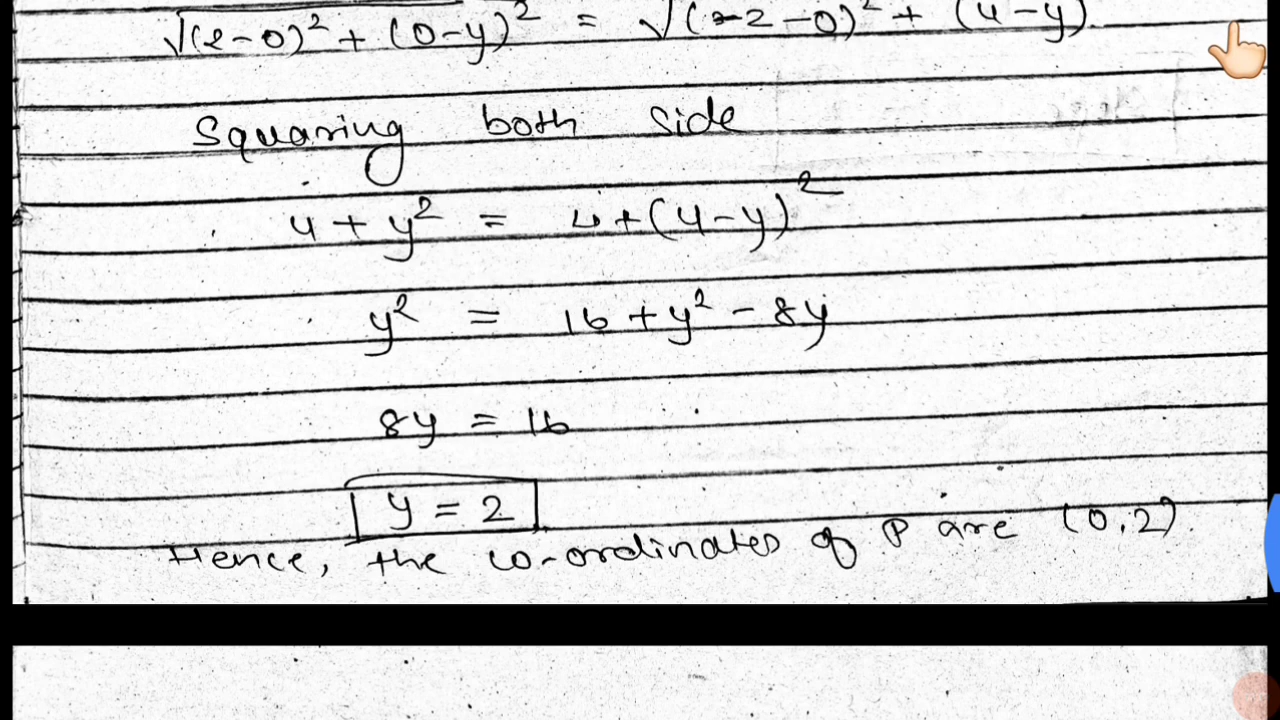 √(2-0)² + (0-y)² = √(-2-0)² + (4-y)
Squaring both side
4 + y² = 4+(4-y)²
y² = 16 + y² - 8y
8y = 16
y = 2
Hence, the co-ordinates of P are (0,2)